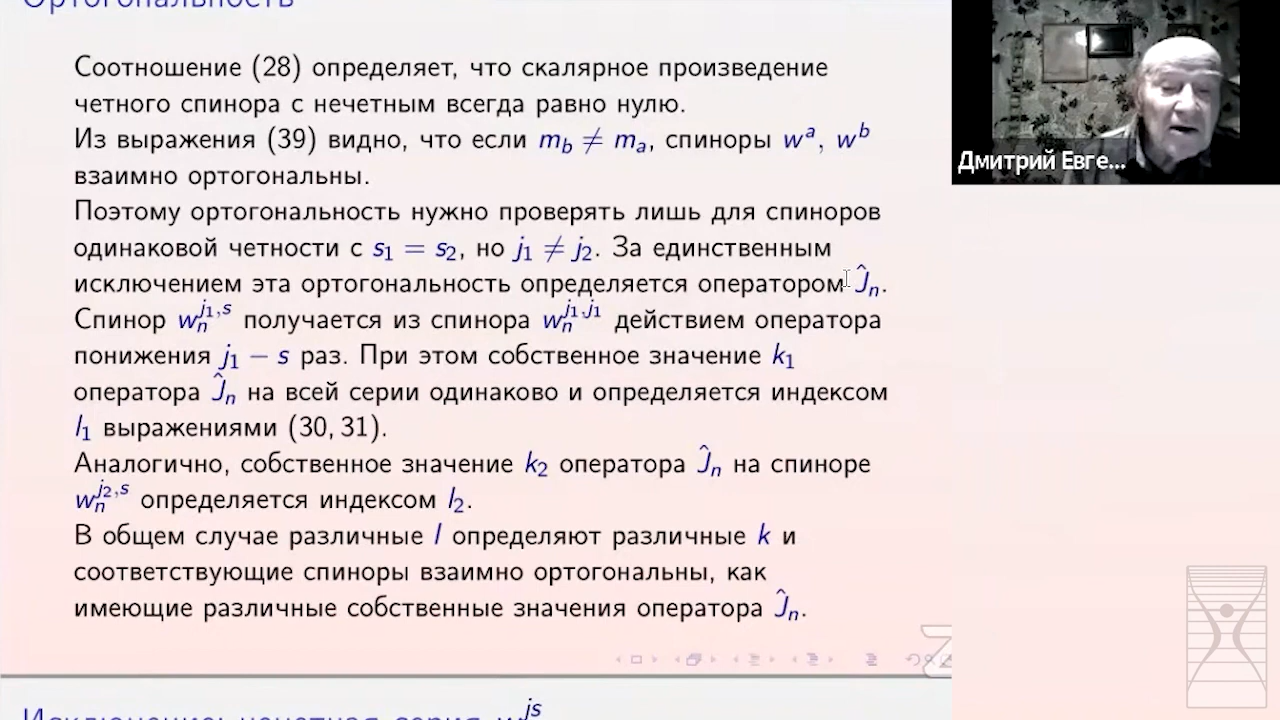 Ортогональность
Соотношение (28) определяет, что скалярное произведение
четного спинора с нечетным всегда равно нулю.
Из выражения (39) видно, что если m_b ≠ m_a, спиноры w^a, w^b
взаимно ортогональны.
Поэтому ортогональность нужно проверять лишь для спиноров
одинаковой четности с s_1 = s_2, но j_1 ≠ j_2. За единственным
исключением эта ортогональность определяется оператором Ĵ_n.
Спинор w_n^{j_1,s} получается из спинора w_n^{j_1,j_1} действием оператора
понижения j_1 − s раз. При этом собственное значение k_1
оператора Ĵ_n на всей серии одинаково и определяется индексом
l_1 выражениями (30, 31).
Аналогично, собственное значение k_2 оператора Ĵ_n на спиноре
w_n^{j_2,s} определяется индексом l_2.
В общем случае различные l определяют различные k и
соответствующие спиноры взаимно ортогональны, как
имеющие различные собственные значения оператора Ĵ_n.
Исключение: нечетная серия w^{js}
Дмитрий Евге...